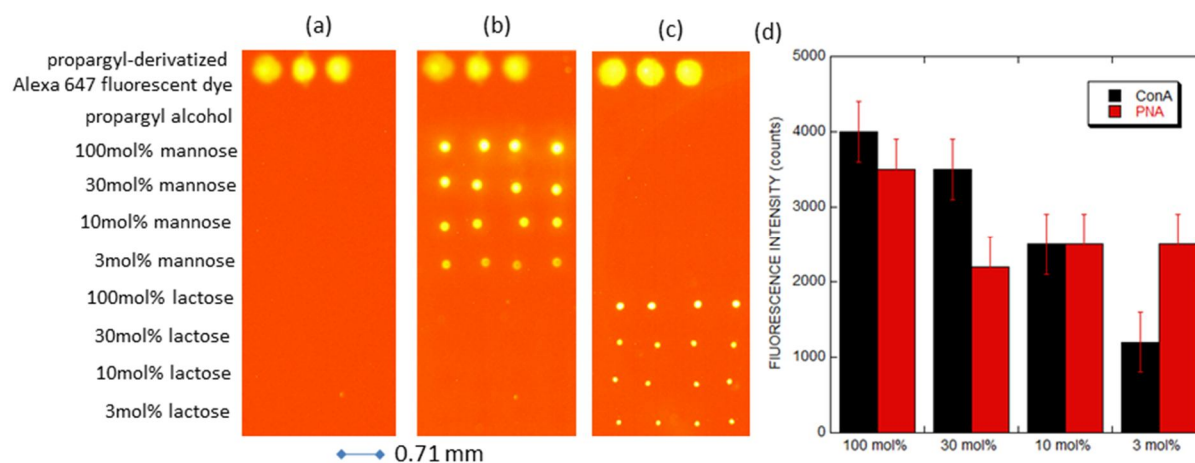 (a) (b) (c) (d)
propargyl-derivatized
Alexa 647 fluorescent dye
propargyl alcohol
100mol% mannose
30mol% mannose
10mol% mannose
3mol% mannose
100mol% lactose
30mol% lactose
10mol% lactose
3mol% lactose
0.71 mm
FLUORESCENCE INTENSITY (counts)
5000
4000
3000
2000
1000
0
ConA
PNA
100 mol% 30 mol% 10 mol% 3 mol%